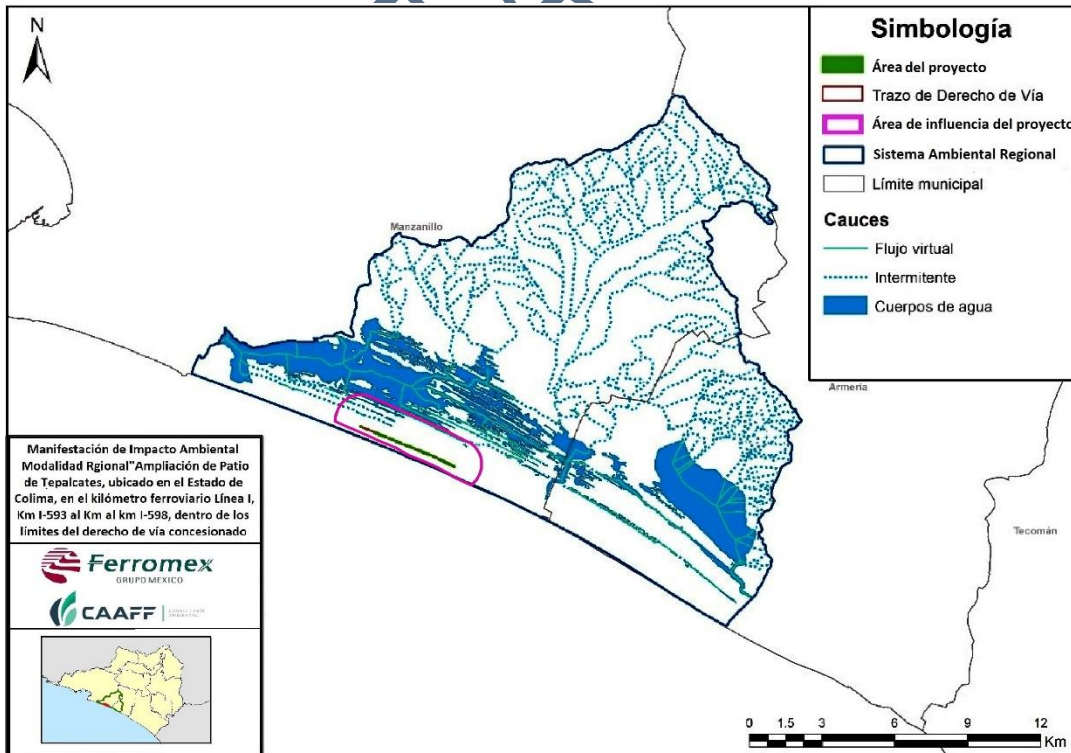 N
Simbología
Área del proyecto
Trazo de Derecho de Vía
Área de influencia del proyecto
Sistema Ambiental Regional
Límite municipal
Cauces
Flujo virtual
Intermitente
Cuerpos de agua
Manzanillo
Armería
Tecomán
Manifestación de Impacto Ambiental
Modalidad Rgional"Ampliación de Patio
de Tepalcates, ubicado en el Estado de
Colima, en el kilómetro ferroviario Línea I,
Km I-593 al Km al km I-598, dentro de los
límites del derecho de vía concesionado
Ferromex
GRUPO MEXICO
CAAFF
0 1.5 3 6 9 12
Km